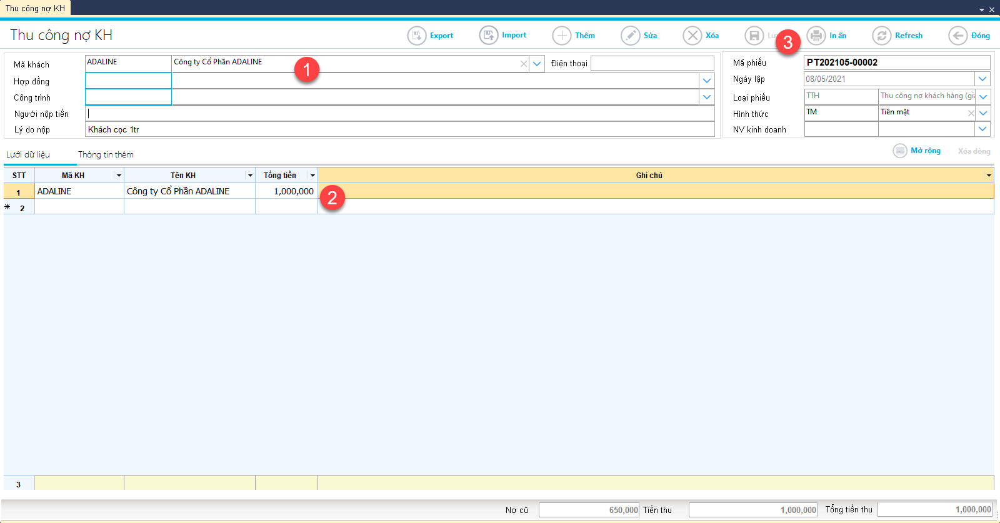 Thu công nợ KH
Thu công nợ KH
Export Import Thêm Sửa Xóa 3 In ấn Refresh Đóng
Mã khách ADALINE Công ty Cổ Phần ADALINE 1 Điện thoại Mã phiếu PT202105-00002
Hợp đồng Ngày lập 08/05/2021
Công trình Loại phiếu TTH Thu công nợ khách hàng (giả
Người nộp tiền Hình thức TM Tiền mặt
Lý do nộp Khách cọc 1tr NV kinh doanh
Lưới dữ liệu Thông tin thêm Mở rộng Xóa dòng
STT Mã KH Tên KH Tổng tiền Ghi chú
1 ADALINE Công ty Cổ Phần ADALINE 1,000,000 2
* 2
3
Nợ cũ 650,000 Tiền thu 1,000,000 Tổng tiền thu 1,000,000